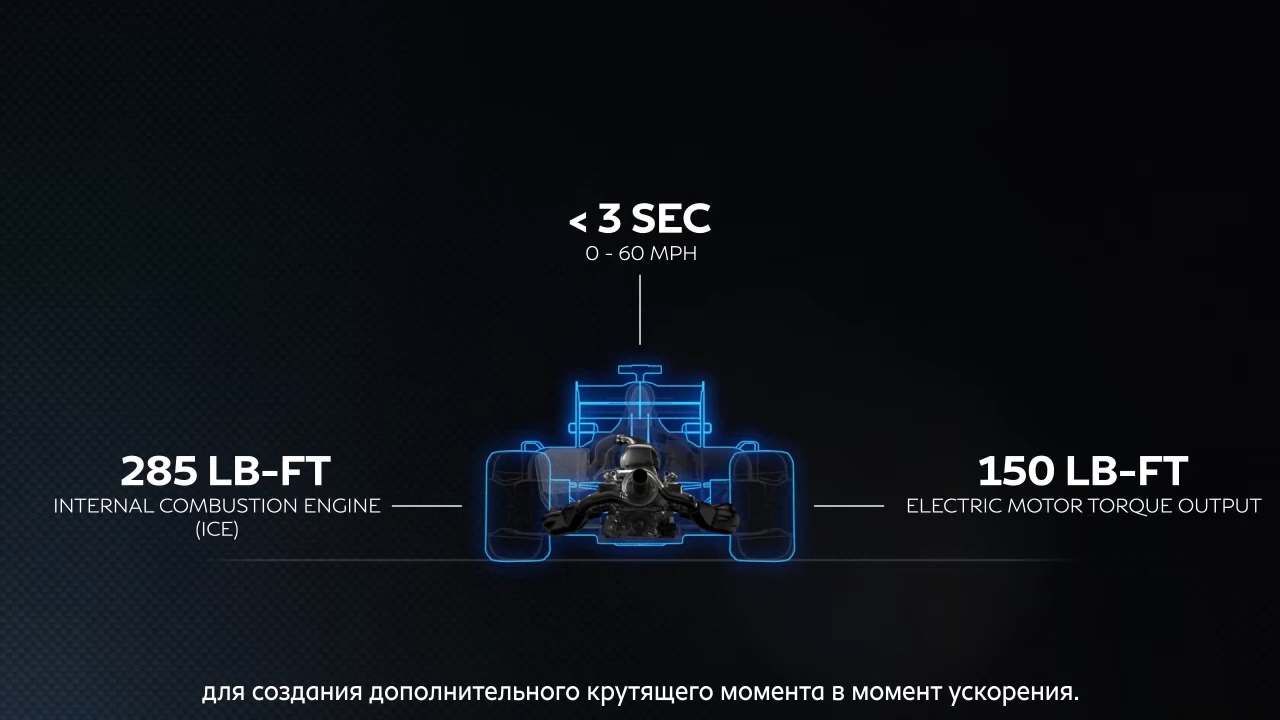 < 3 SEC
0 - 60 MPH
285 LB-FT
INTERNAL COMBUSTION ENGINE
(ICE)
150 LB-FT
ELECTRIC MOTOR TORQUE OUTPUT
для создания дополнительного крутящего момента в момент ускорения.